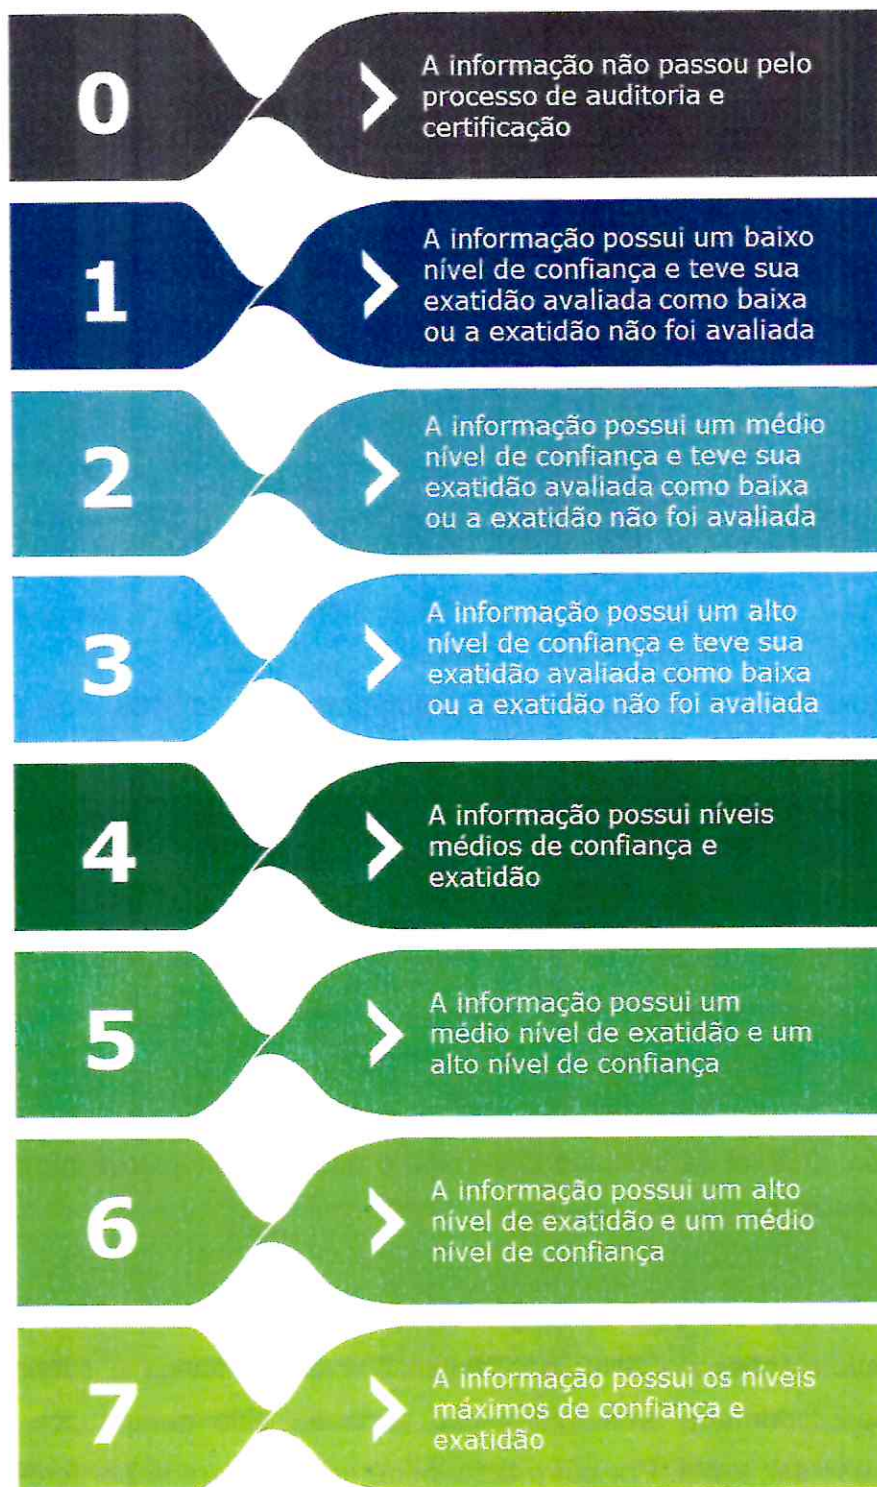 0
A informação não passou pelo
processo de auditoria e
certificação
1
A informação possui um baixo
nível de confiança e teve sua
exatidão avaliada como baixa
ou a exatidão não foi avaliada
2
A informação possui um médio
nível de confiança e teve sua
exatidão avaliada como baixa
ou a exatidão não foi avaliada
3
A informação possui um alto
nível de confiança e teve sua
exatidão avaliada como baixa
ou a exatidão não foi avaliada
4
A informação possui níveis
médios de confiança e
exatidão
5
A informação possui um
médio nível de exatidão e um
alto nível de confiança
6
A informação possui um alto
nível de exatidão e um médio
nível de confiança
7
A informação possui os níveis
máximos de confiança e
exatidão